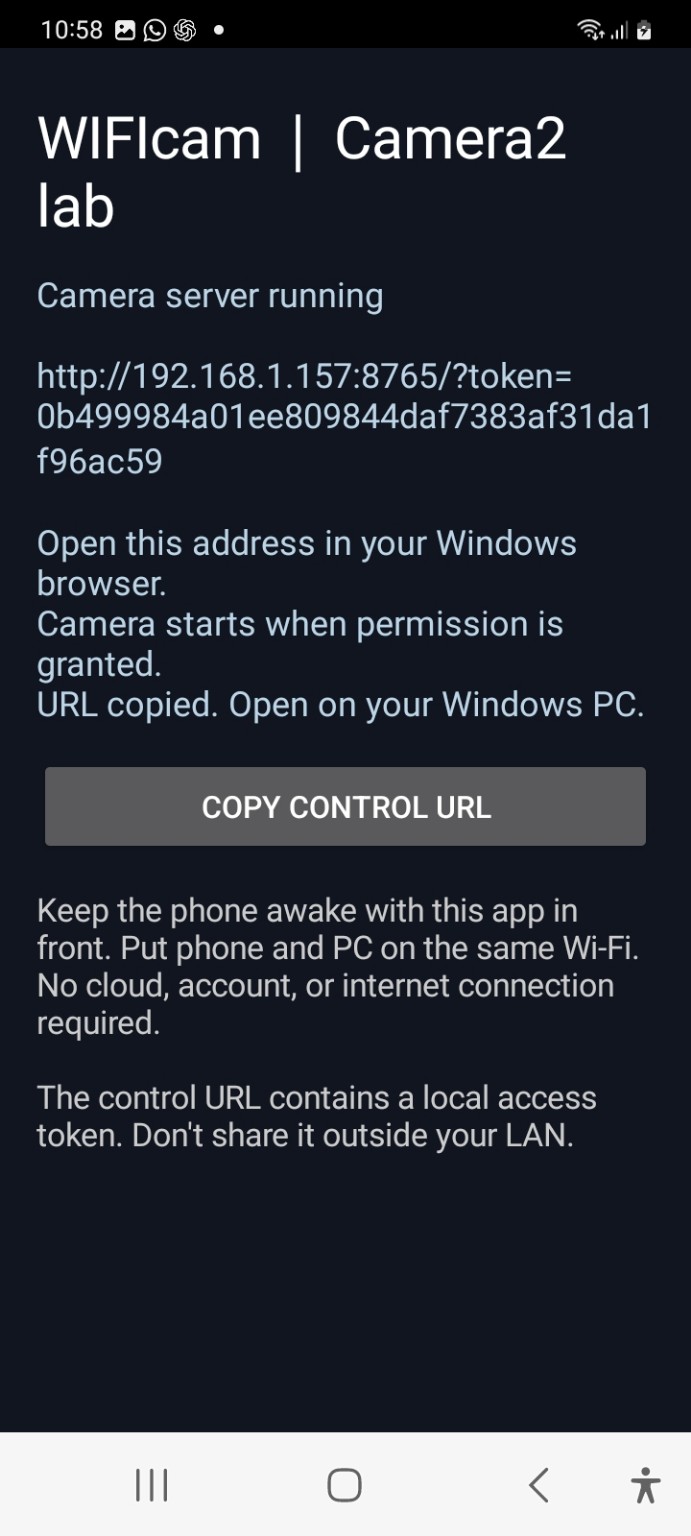 10:58
WIFIcam | Camera2
lab
Camera server running
http://192.168.1.157:8765/?token=
0b499984a01ee809844daf7383af31da1
f96ac59
Open this address in your Windows
browser.
Camera starts when permission is
granted.
URL copied. Open on your Windows PC.
COPY CONTROL URL
Keep the phone awake with this app in
front. Put phone and PC on the same Wi-Fi.
No cloud, account, or internet connection
required.
The control URL contains a local access
token. Don't share it outside your LAN.